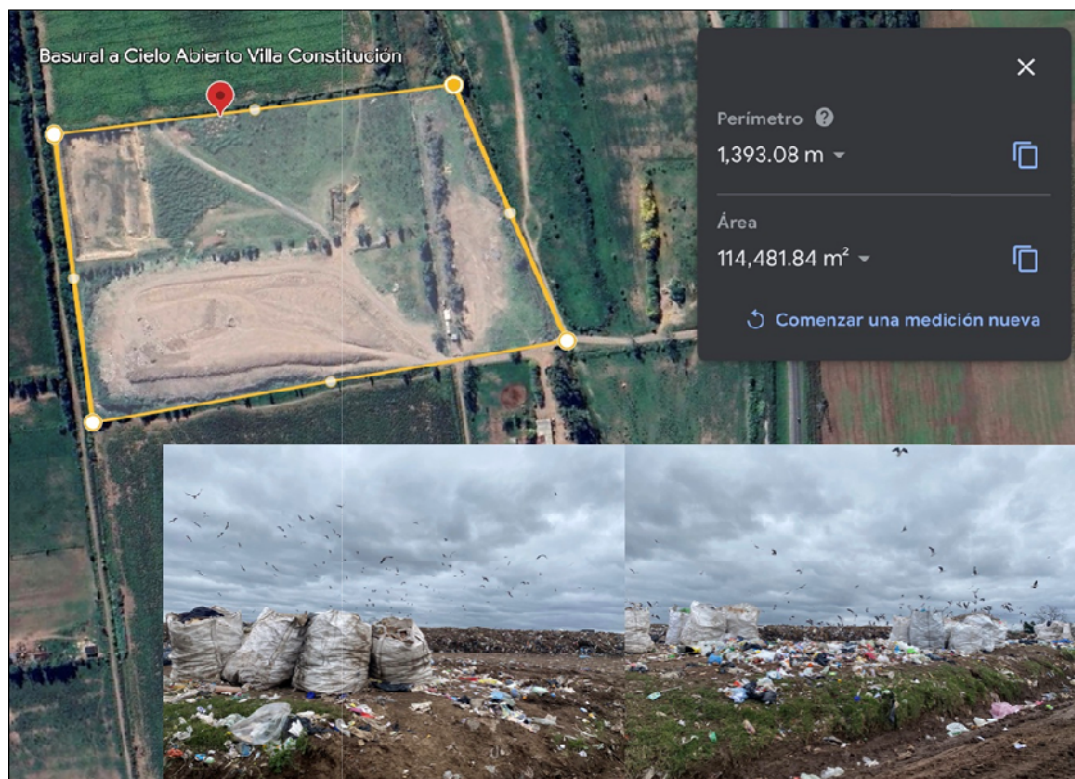 Basural a Cielo Abierto Villa Constitución
Perímetro
1,393.08 m
Área
114,481.84 m²
Comenzar una medición nueva